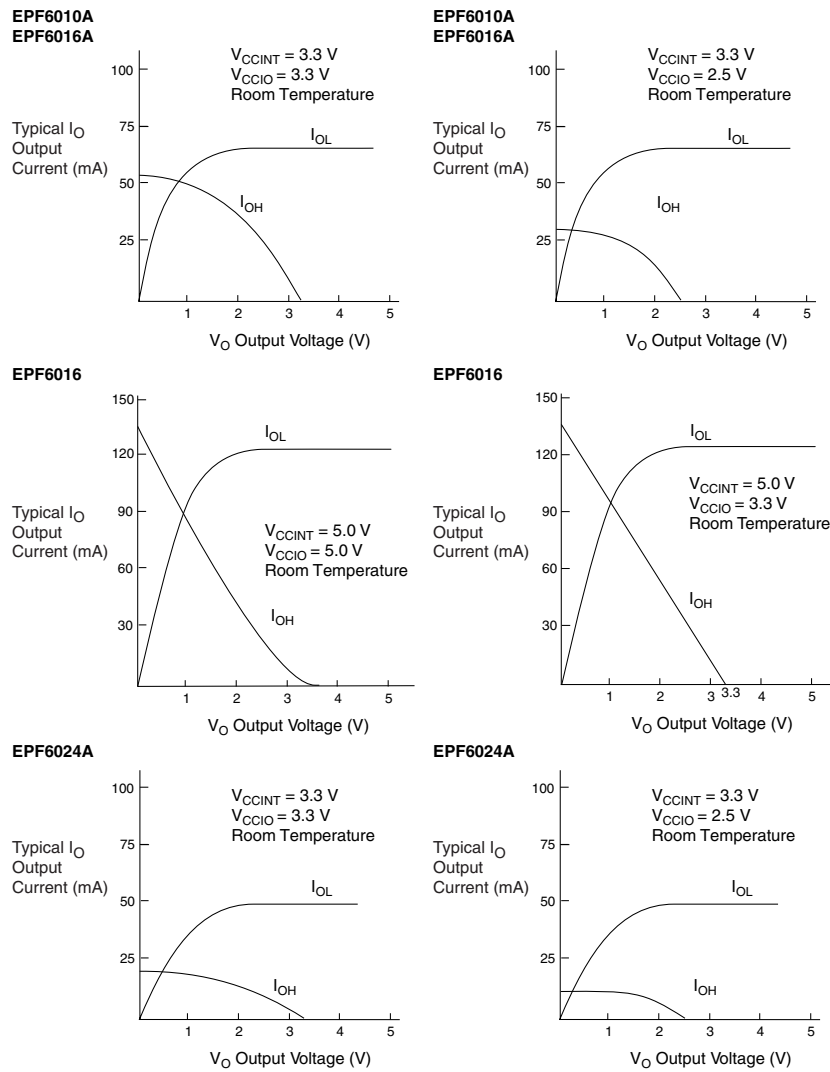 EPF6010A
EPF6016A
V_CCINT = 3.3 V
V_CCIO = 3.3 V
Room Temperature
100
75
50
25
Typical I_O
Output
Current (mA)
I_OL
I_OH
1 2 3 4 5
V_O Output Voltage (V)
EPF6010A
EPF6016A
V_CCINT = 3.3 V
V_CCIO = 2.5 V
Room Temperature
100
75
50
25
Typical I_O
Output
Current (mA)
I_OL
I_OH
1 2 3 4 5
V_O Output Voltage (V)
EPF6016
150
120
90
60
30
Typical I_O
Output
Current (mA)
I_OL
V_CCINT = 5.0 V
V_CCIO = 5.0 V
Room Temperature
I_OH
1 2 3 4 5
V_O Output Voltage (V)
EPF6016
150
120
90
60
30
Typical I_O
Output
Current (mA)
I_OL
V_CCINT = 5.0 V
V_CCIO = 3.3 V
Room Temperature
I_OH
1 2 3 3.3 4 5
V_O Output Voltage (V)
EPF6024A
100
75
50
25
V_CCINT = 3.3 V
V_CCIO = 3.3 V
Room Temperature
Typical I_O
Output
Current (mA)
I_OL
I_OH
1 2 3 4 5
V_O Output Voltage (V)
EPF6024A
100
75
50
25
V_CCINT = 3.3 V
V_CCIO = 2.5 V
Room Temperature
Typical I_O
Output
Current (mA)
I_OL
I_OH
1 2 3 4 5
V_O Output Voltage (V)